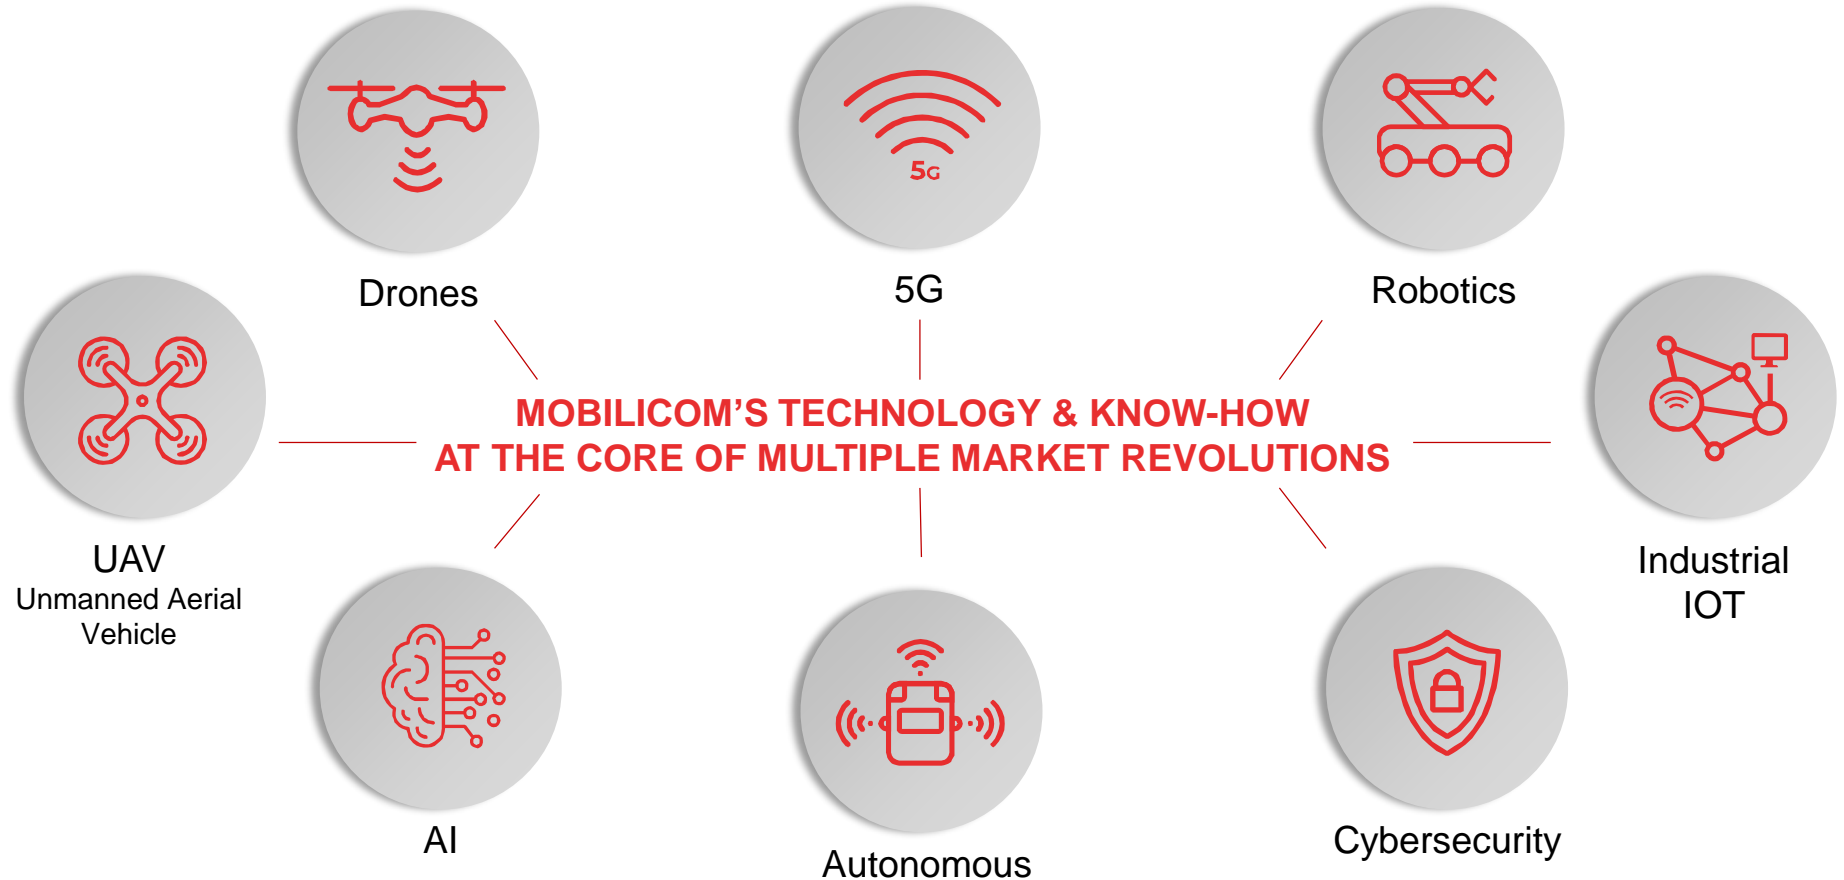 5G
Drones
5G
Robotics
MOBILICOM’S TECHNOLOGY & KNOW-HOW
AT THE CORE OF MULTIPLE MARKET REVOLUTIONS
UAV
Unmanned Aerial
Vehicle
Industrial
IOT
AI
Autonomous
Cybersecurity